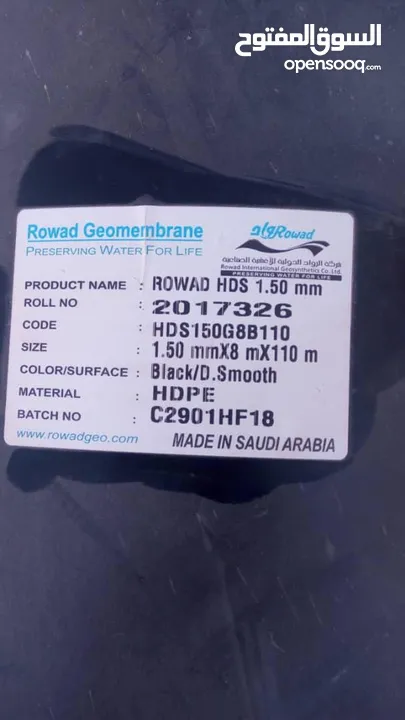 السوق المفتوح
opensooq.com
Rowad Geomembrane
PRESERVING WATER FOR LIFE
رواد Rowad
شركة الرواد الدولية للأغشية الصناعية
Rowad International Geosynthetics Co. Ltd.
PRESERVING WATER FOR LIFE
PRODUCT NAME : ROWAD HDS 1.50 mm
ROLL NO : 2017326
CODE : HDS150G8B110
SIZE : 1.50 mmX8 mX110 m
COLOR/SURFACE : Black/D.Smooth
MATERIAL : HDPE
BATCH NO : C2901HF18
www.rowadgeo.com MADE IN SAUDI ARABIA